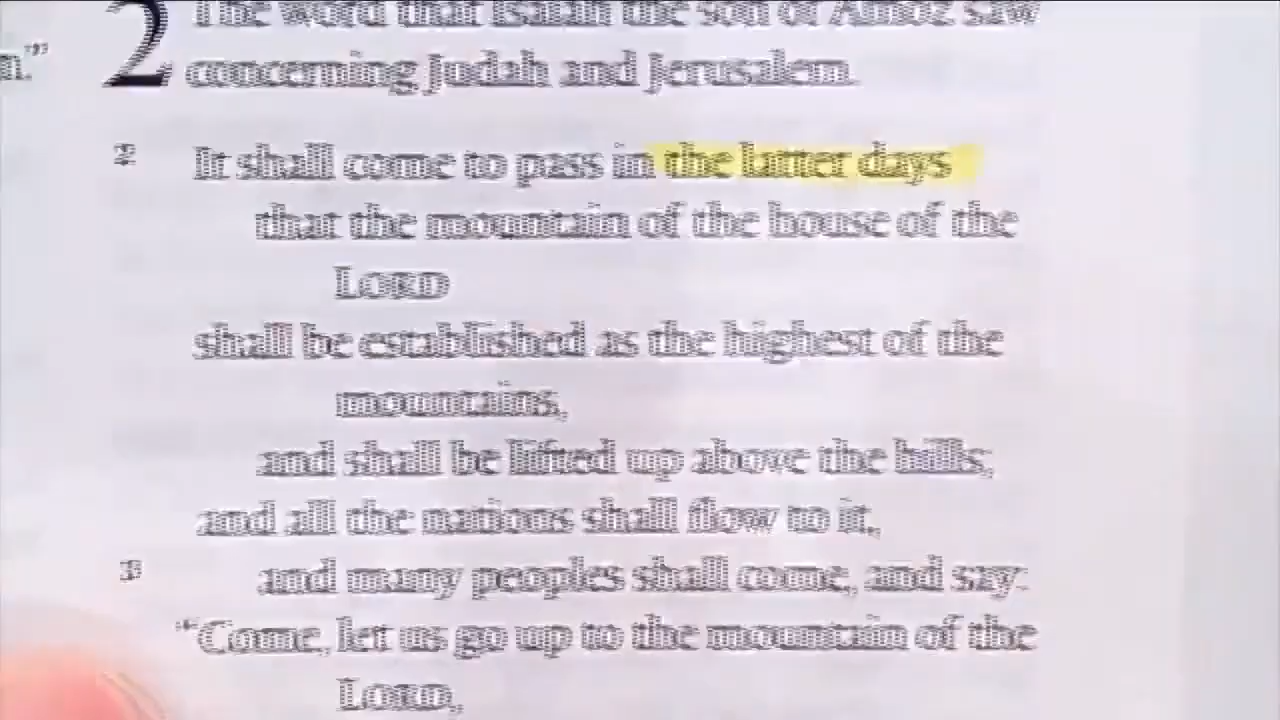 n.”
2 The word that Isaiah the son of Amoz saw
concerning Judah and Jerusalem.
2 It shall come to pass in the latter days
that the mountain of the house of the
LORD
shall be established as the highest of the
mountains,
and shall be lifted up above the hills;
and all the nations shall flow to it,
3 and many peoples shall come, and say:
“Come, let us go up to the mountain of the
LORD,